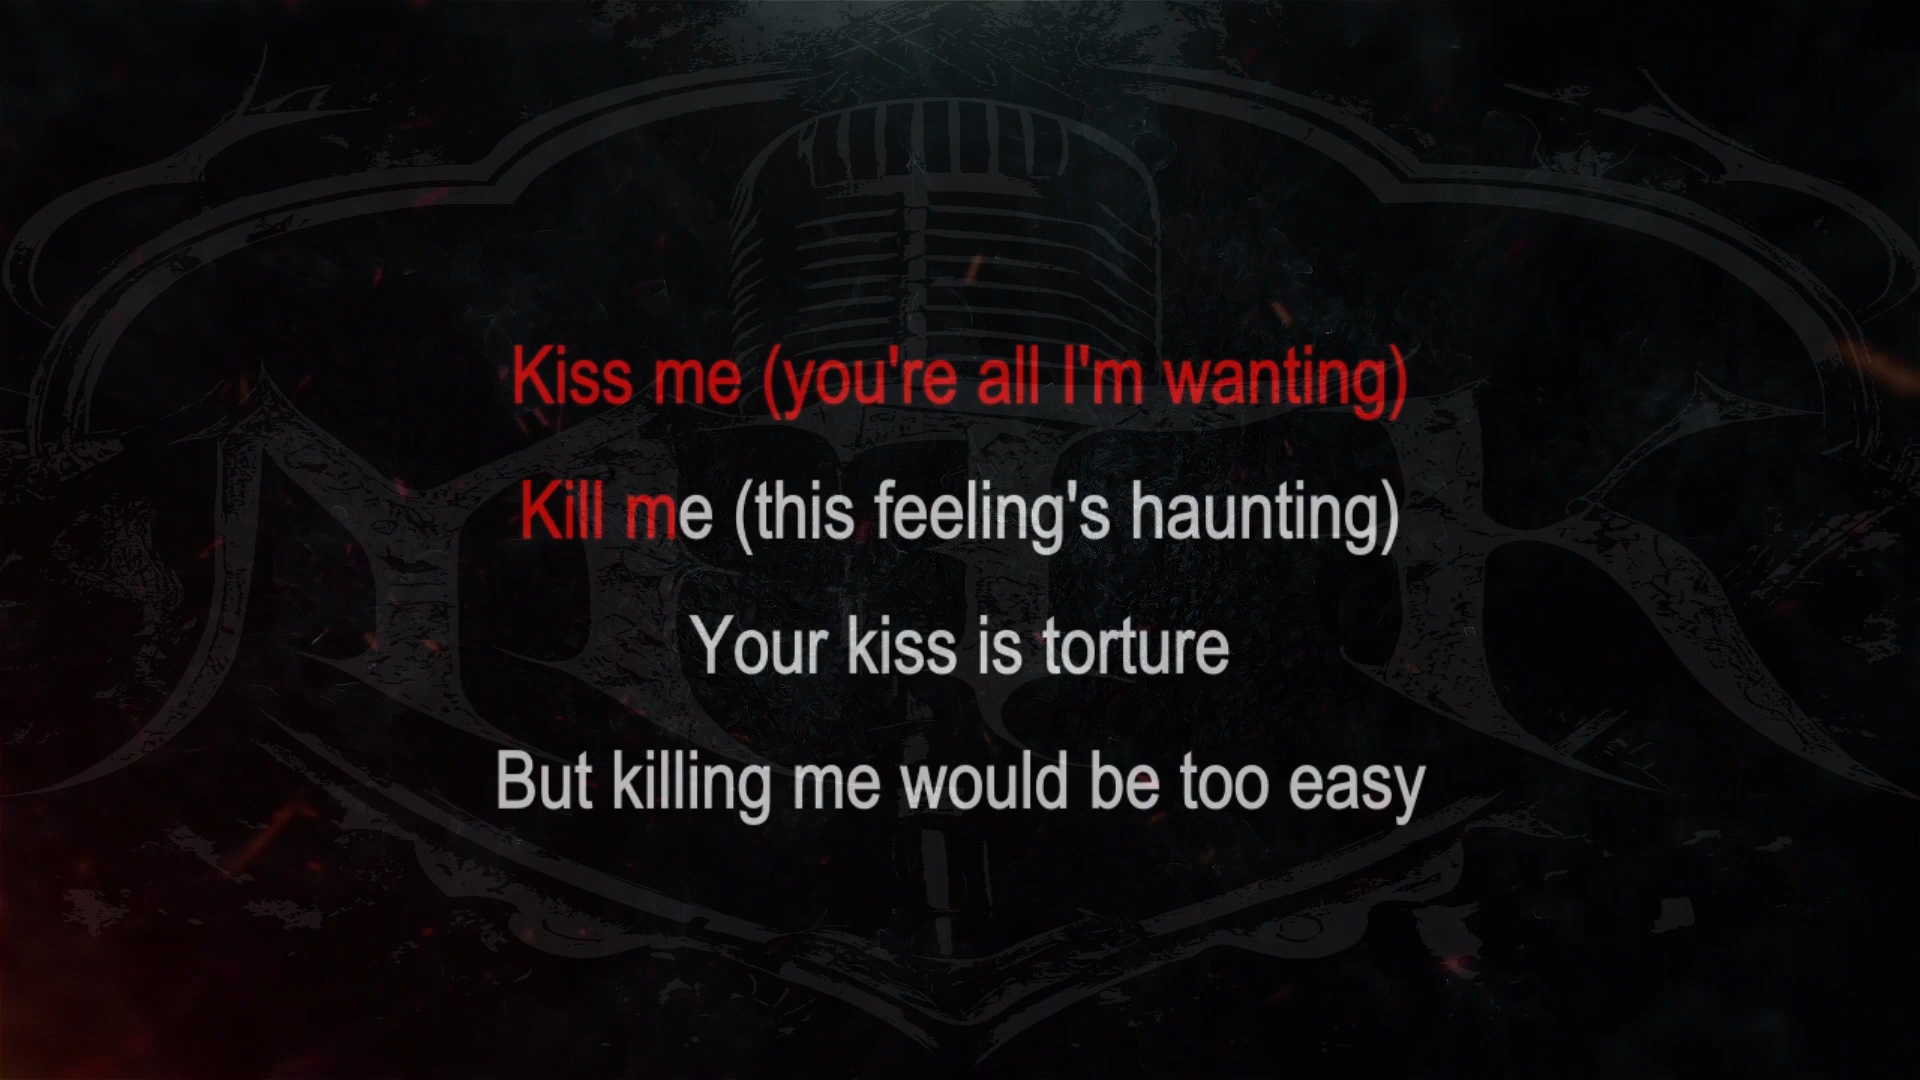 Kiss me (you're all I'm wanting)
Kill me (this feeling's haunting)
Your kiss is torture
But killing me would be too easy